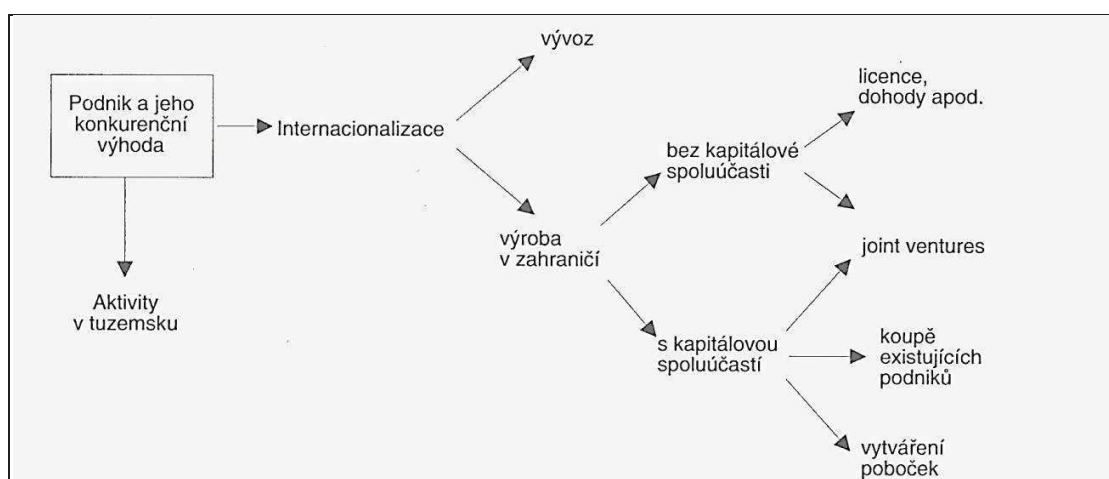 Podnik a jeho
konkurenční
výhoda
Internacionalizace
Aktivity
v tuzemsku
vývoz
výroba
v zahraničí
bez kapitálové
spoluúčasti
s kapitálovou
spoluúčastí
licence,
dohody apod.
joint ventures
koupě
existujících
podniků
vytváření
poboček